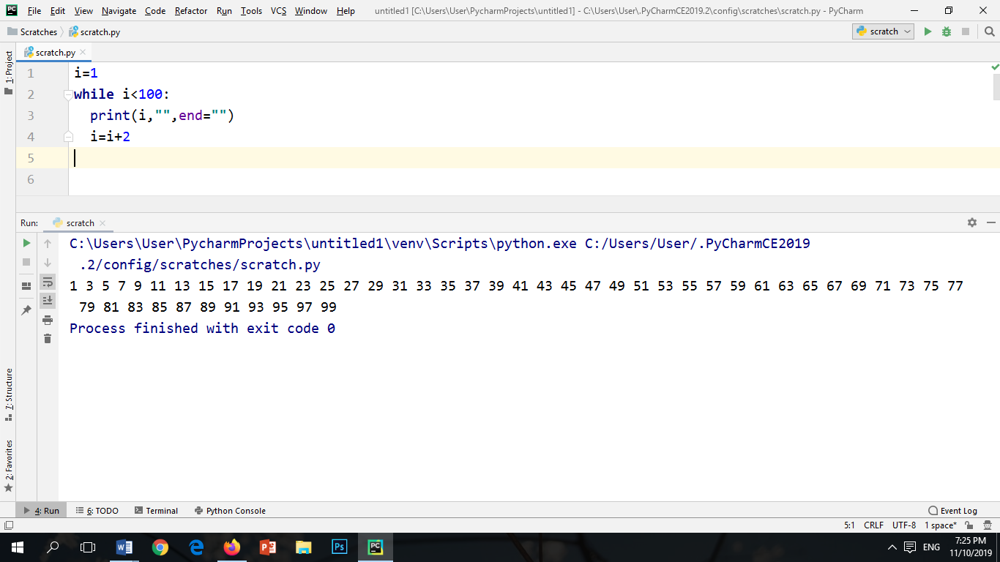 PC File Edit View Navigate Code Refactor Run Tools VCS Window Help untitled1 [C:\Users\User\PycharmProjects\untitled1] - C:\Users\User\.PyCharmCE2019.2\config\scratches\scratch.py - PyCharm
Scratches scratch.py scratch
1: Project
scratch.py
1 i=1
2 while i<100:
3   print(i,"",end="")
4   i=i+2
5
6
Run: scratch
C:\Users\User\PycharmProjects\untitled1\venv\Scripts\python.exe C:/Users/User/.PyCharmCE2019
.2/config/scratches/scratch.py
1 3 5 7 9 11 13 15 17 19 21 23 25 27 29 31 33 35 37 39 41 43 45 47 49 51 53 55 57 59 61 63 65 67 69 71 73 75 77
79 81 83 85 87 89 91 93 95 97 99
Process finished with exit code 0
7: Structure
2: Favorites
4: Run 6: TODO Terminal Python Console Event Log
5:1 CRLF UTF-8 1 space*
W P Ps PC ENG 7:25 PM
11/10/2019